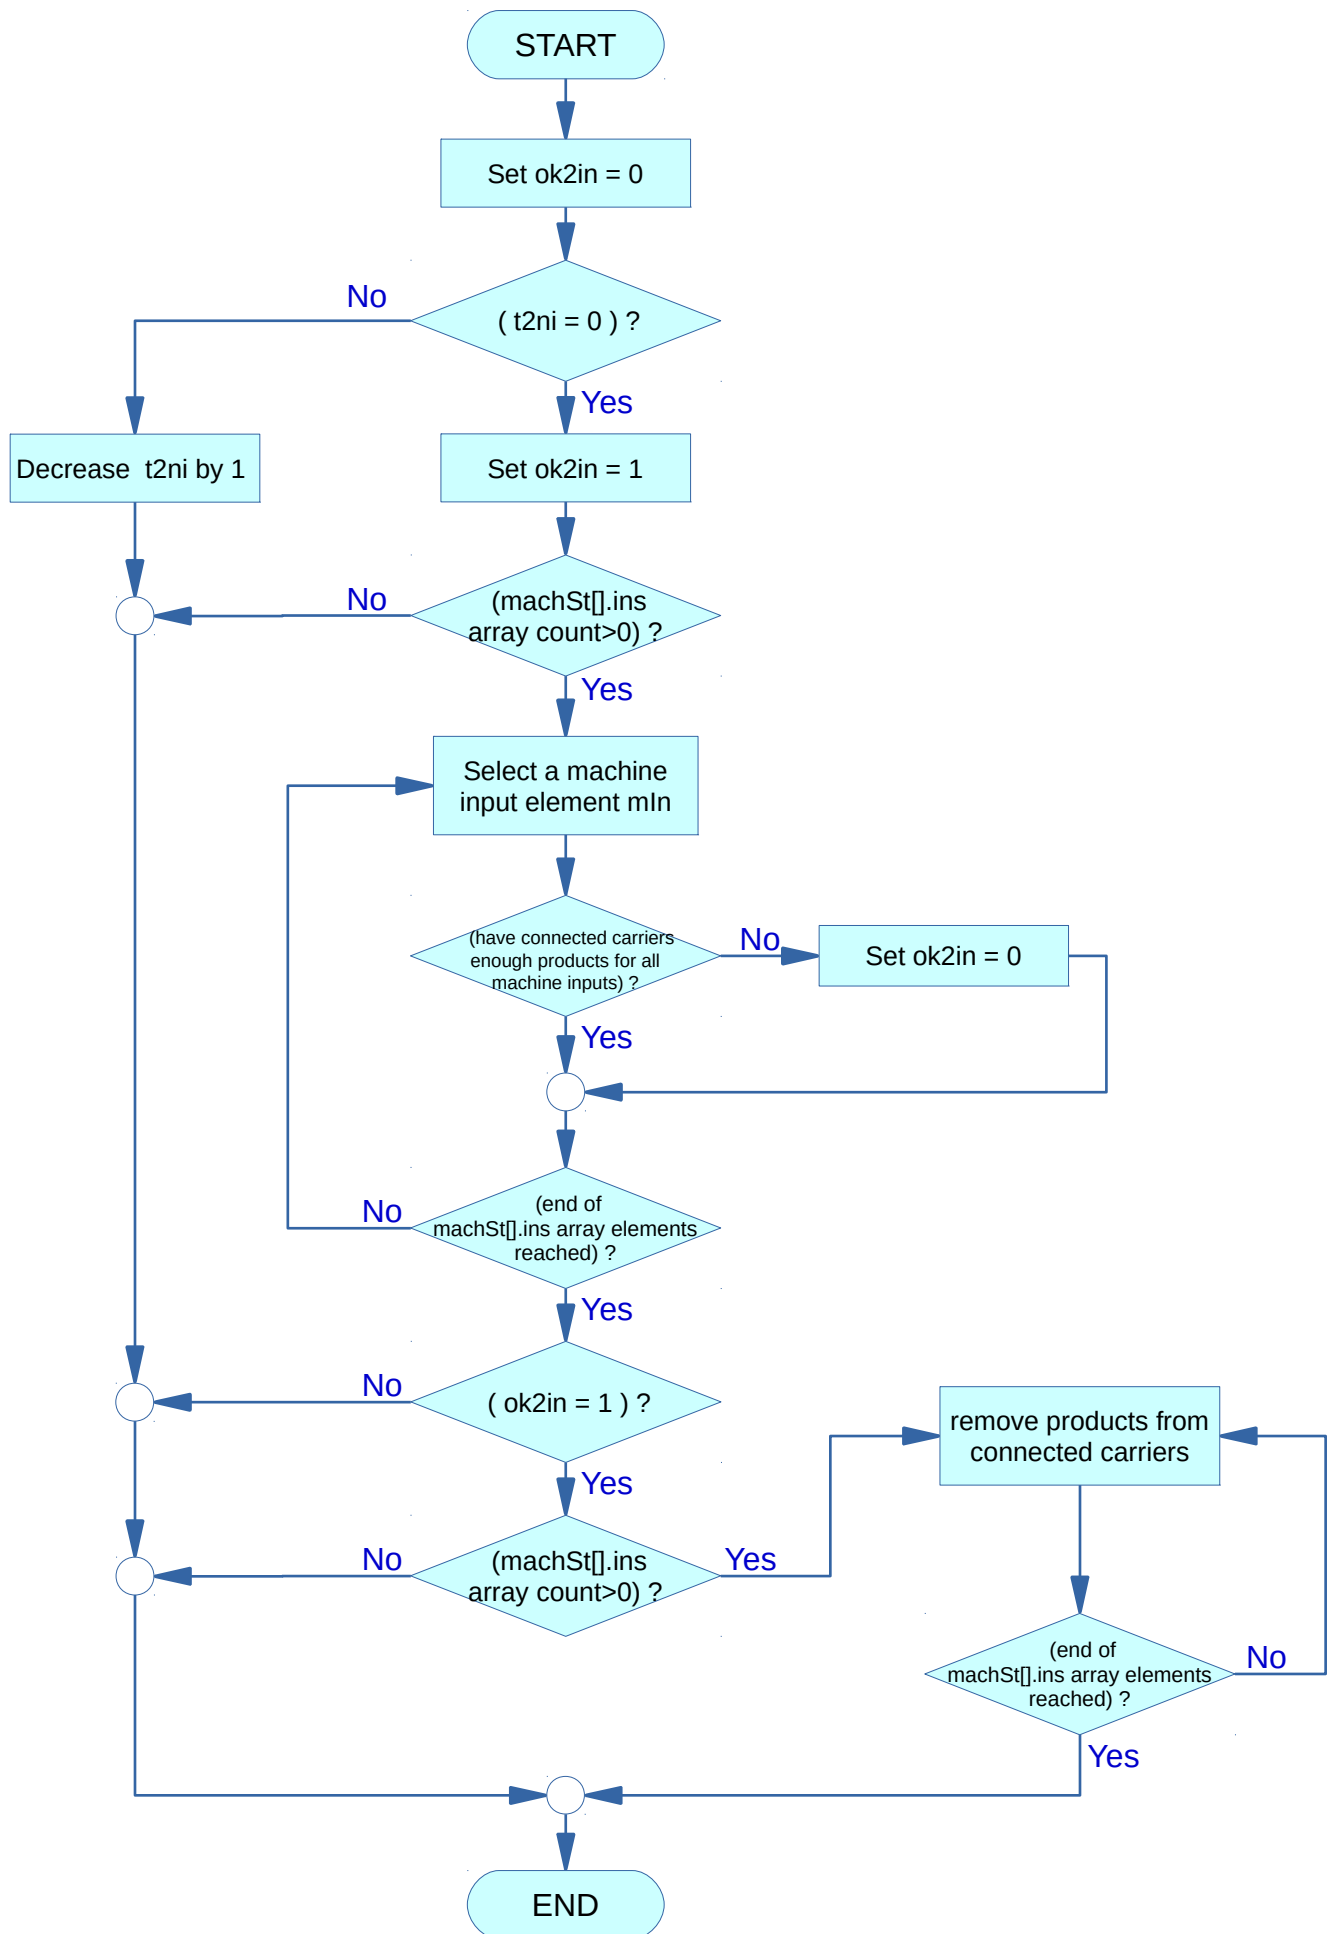 START
Set ok2in = 0
No
( t2ni = 0 ) ?
Yes
Decrease  t2ni by 1
Set ok2in = 1
No
(machSt[].ins
array count>0) ?
Yes
Select a machine
input element mIn
(have connected carriers
enough products for all
machine inputs) ?
No
Set ok2in = 0
Yes
No
(end of
machSt[].ins array elements
reached) ?
Yes
No
( ok2in = 1 ) ?
remove products from
connected carriers
Yes
No
(machSt[].ins
array count>0) ?
Yes
(end of
machSt[].ins array elements
reached) ?
No
Yes
END